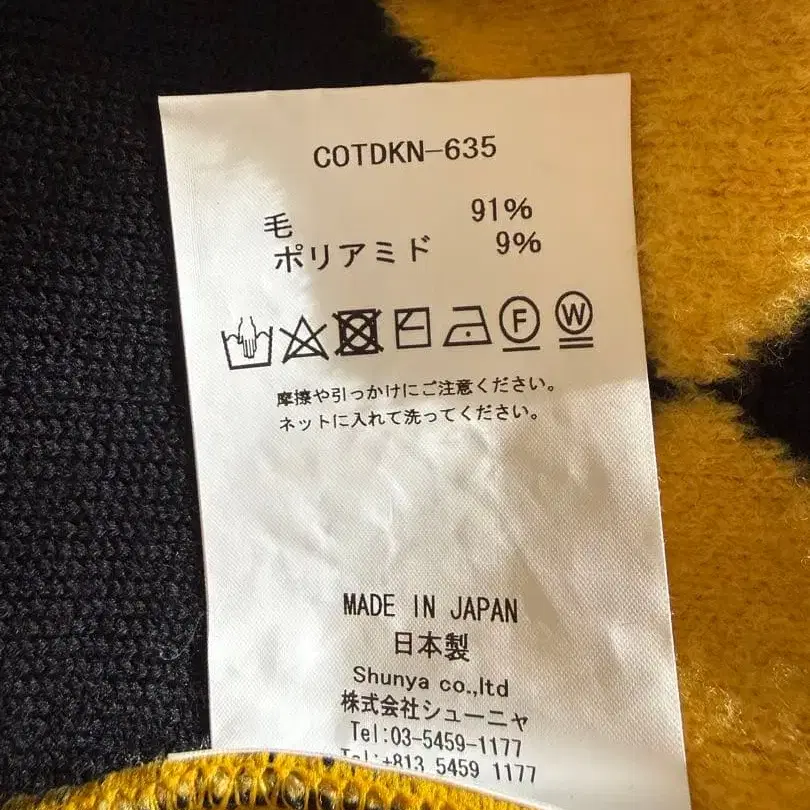 COTDKN-635
毛 91%
ポリアミド 9%
F W
摩擦や引っかけにご注意ください。
ネットに入れて洗ってください。
MADE IN JAPAN
日本製
Shunya co.,ltd
株式会社シューニャ
Tel:03-5459-1177
Tel:+813 5459 1177